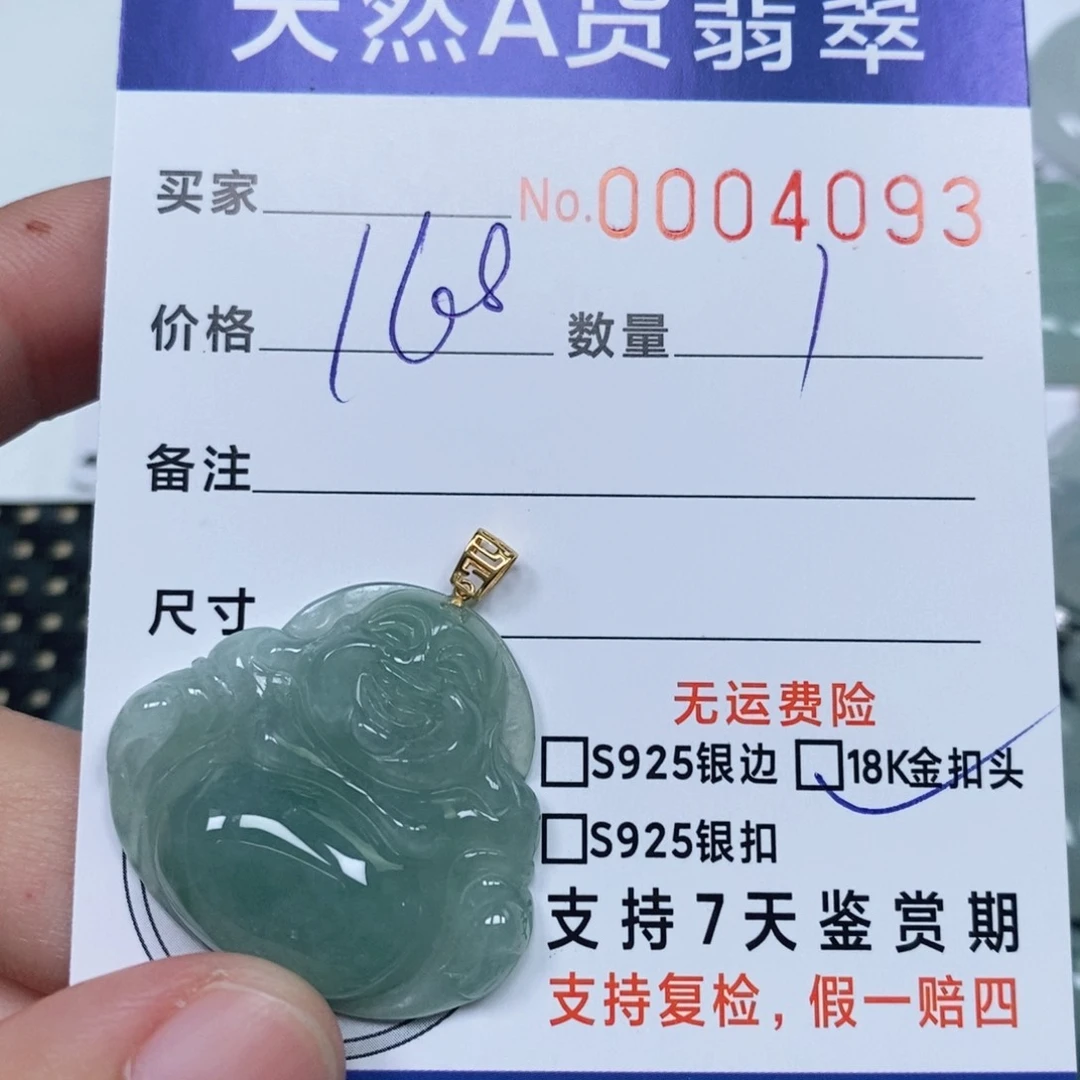 天然A货翡翠
买家 No.0004093
价格 168 数量 1
备注
尺寸
无运费险
S925银边 18K金扣头
S925银扣
支持7天鉴赏期
支持复检，假一赔四